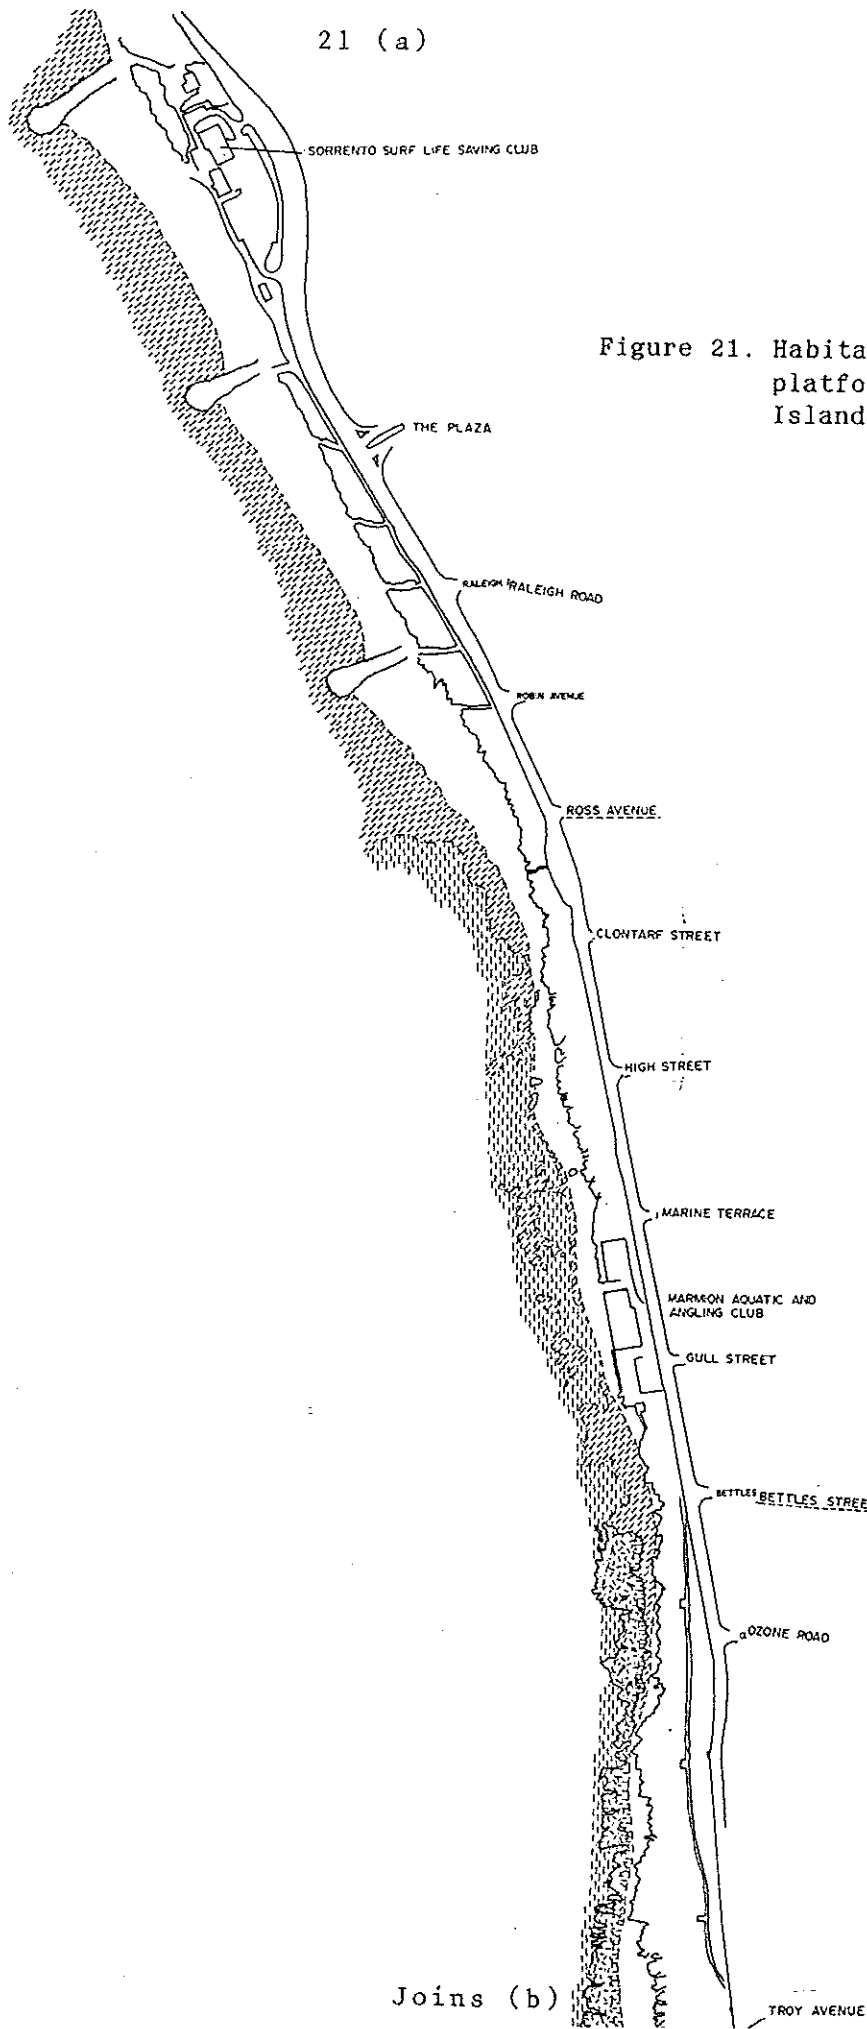 21 (a)
SORRENTO SURF LIFE SAVING CLUB
Figure 21. Habita
platfo
Island
THE PLAZA
RALEIGH RALEIGH ROAD
ROBIN AVENUE
ROSS AVENUE
CLONTARF STREET
HIGH STREET
MARINE TERRACE
MARMION AQUATIC AND
ANGLING CLUB
GULL STREET
BETTLES BETTLES STREE
OZONE ROAD
Joins (b)
TROY AVENUE